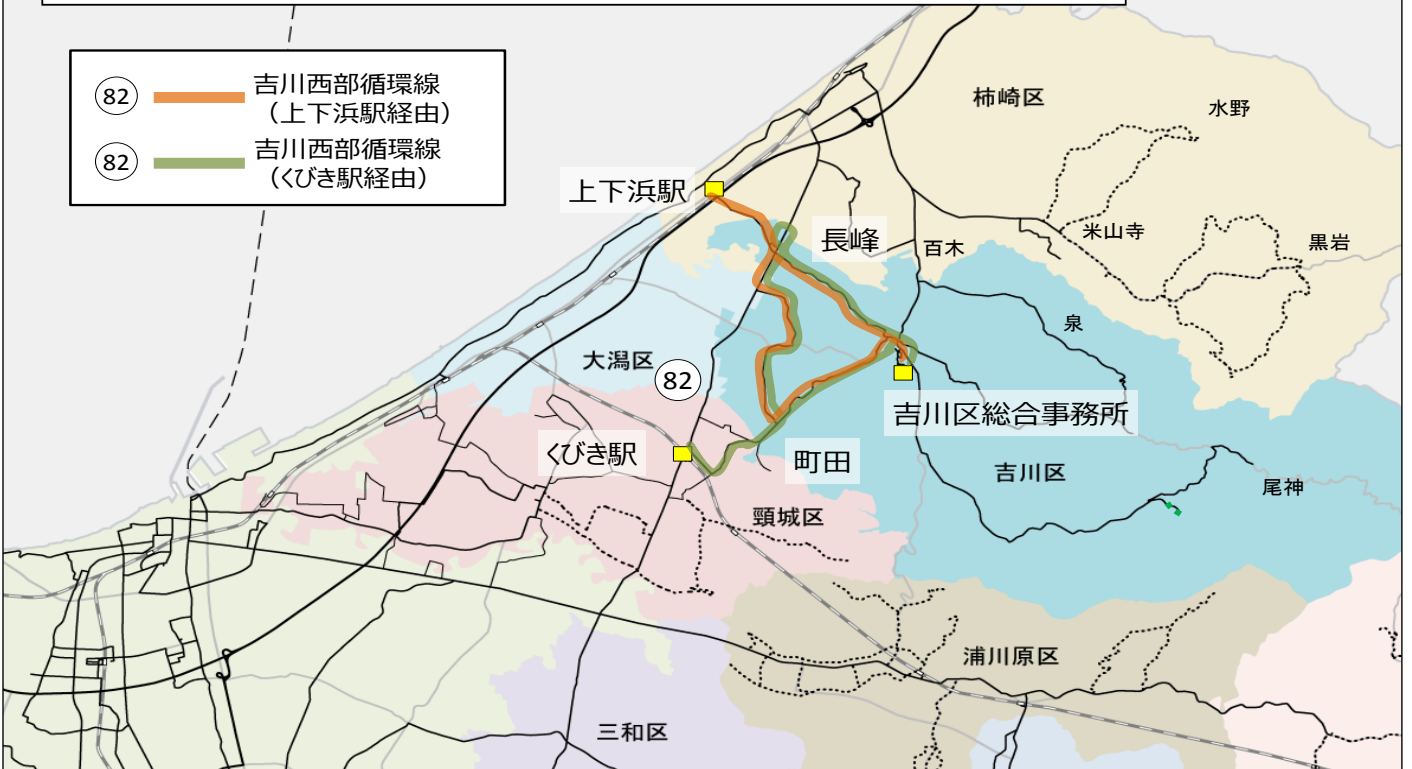 82
吉川西部循環線
（上下浜駅経由）
82
吉川西部循環線
（くびき駅経由）
柿崎区
水野
上下浜駅
長峰
百木
米山寺
黒岩
泉
大潟区
82
吉川区総合事務所
くびき駅
町田
吉川区
尾神
頸城区
浦川原区
三和区